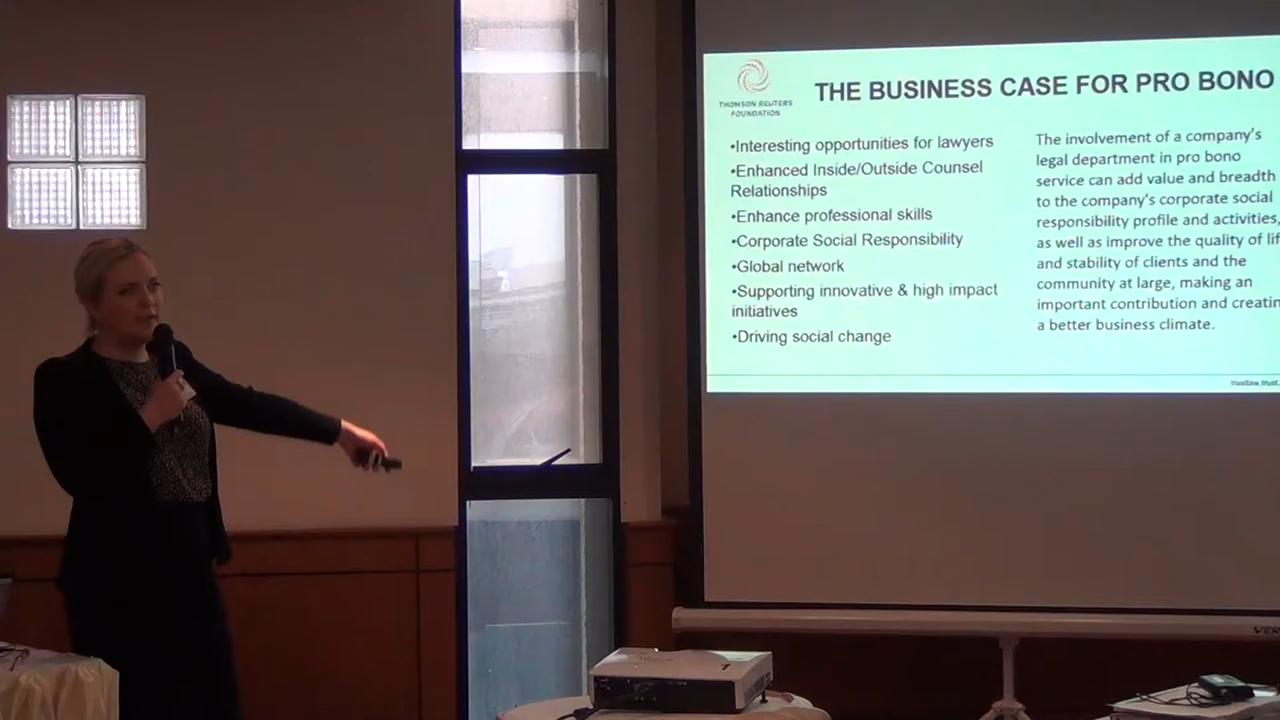 THOMSON REUTERS
FOUNDATION
THE BUSINESS CASE FOR PRO BONO
•Interesting opportunities for lawyers
•Enhanced Inside/Outside Counsel
Relationships
•Enhance professional skills
•Corporate Social Responsibility
•Global network
•Supporting innovative & high impact
initiatives
•Driving social change
The involvement of a company's
legal department in pro bono
service can add value and breadth
to the company's corporate social
responsibility profile and activities,
as well as improve the quality of lif
and stability of clients and the
community at large, making an
important contribution and creatin
a better business climate.